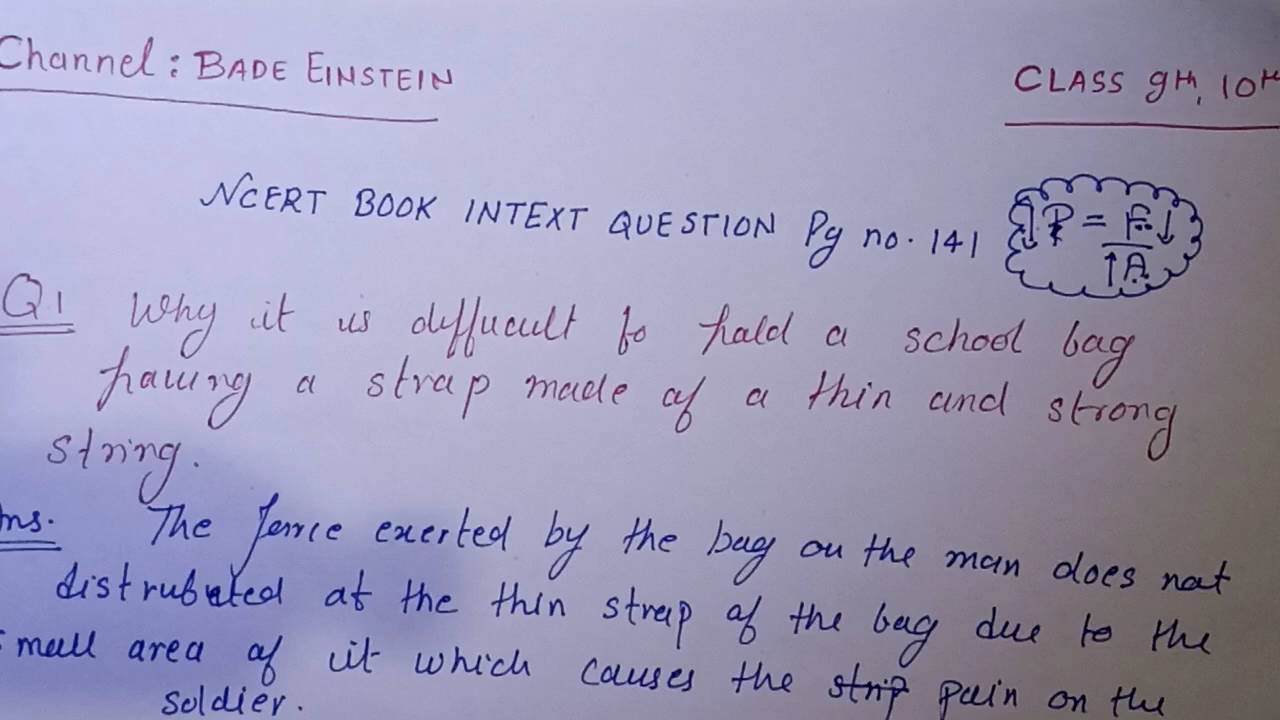 Channel: BADE EINSTEIN
CLASS 9th, 10th
NCERT BOOK INTEXT QUESTION Pg no. 141
↓P = F↓
↑A
Q1 Why it is difficult to hold a school bag
having a strap made of a thin and strong
string.
Ans. The force exerted by the bag on the man does not
distrubuted at the thin strap of the bag due to the
small area of it which causes the strip pain on the
soldier.